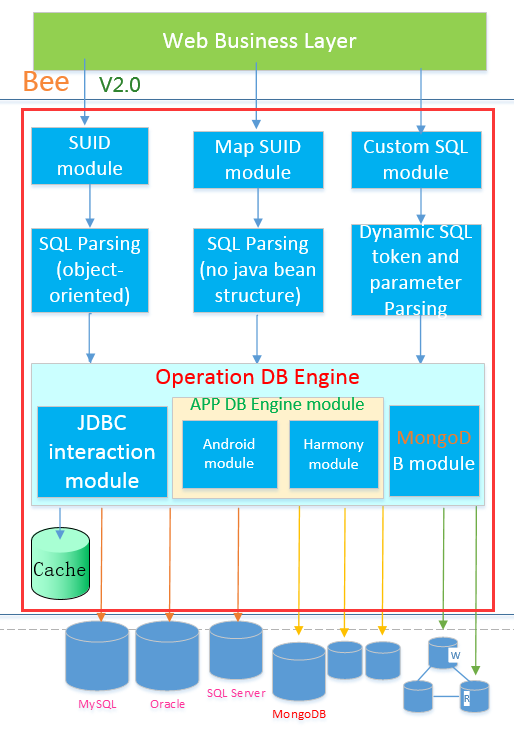 Web Business Layer
Bee V2.0
SUID
module
Map SUID
module
Custom SQL
module
SQL Parsing
(object-
oriented)
SQL Parsing
(no java bean
structure)
Dynamic SQL
token and
parameter
Parsing
Operation DB Engine
APP DB Engine module
JDBC
interaction
module
Android
module
Harmony
module
MongoD
B module
Cache
MySQL
Oracle
SQL Server
MongoDB
W
R